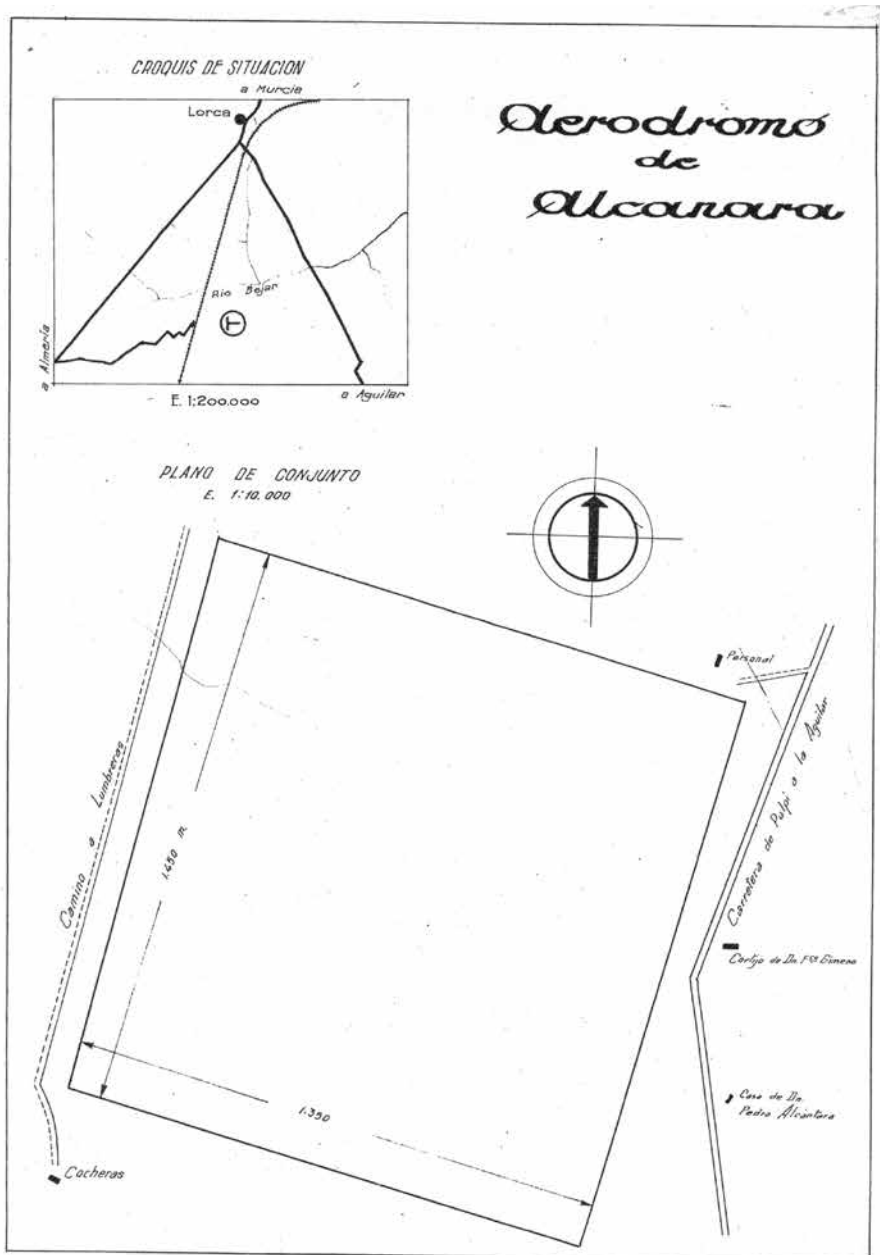 CROQUIS DE SITUACION
a Murcia
Lorca
Rio Bejar
T
a Almería
a Aguilar
E. 1:200.000
Aerodromo
de
Alcanara
PLANO DE CONJUNTO
E. 1:10.000
Personal
Camino a Lumbreras
1.450 m.
Carretera de Pulpi a la Aguilar
Cortijo de Dn. Fco Gimeno
1.350
Casa de Dn.
Pedro Alcántara
Cocheras